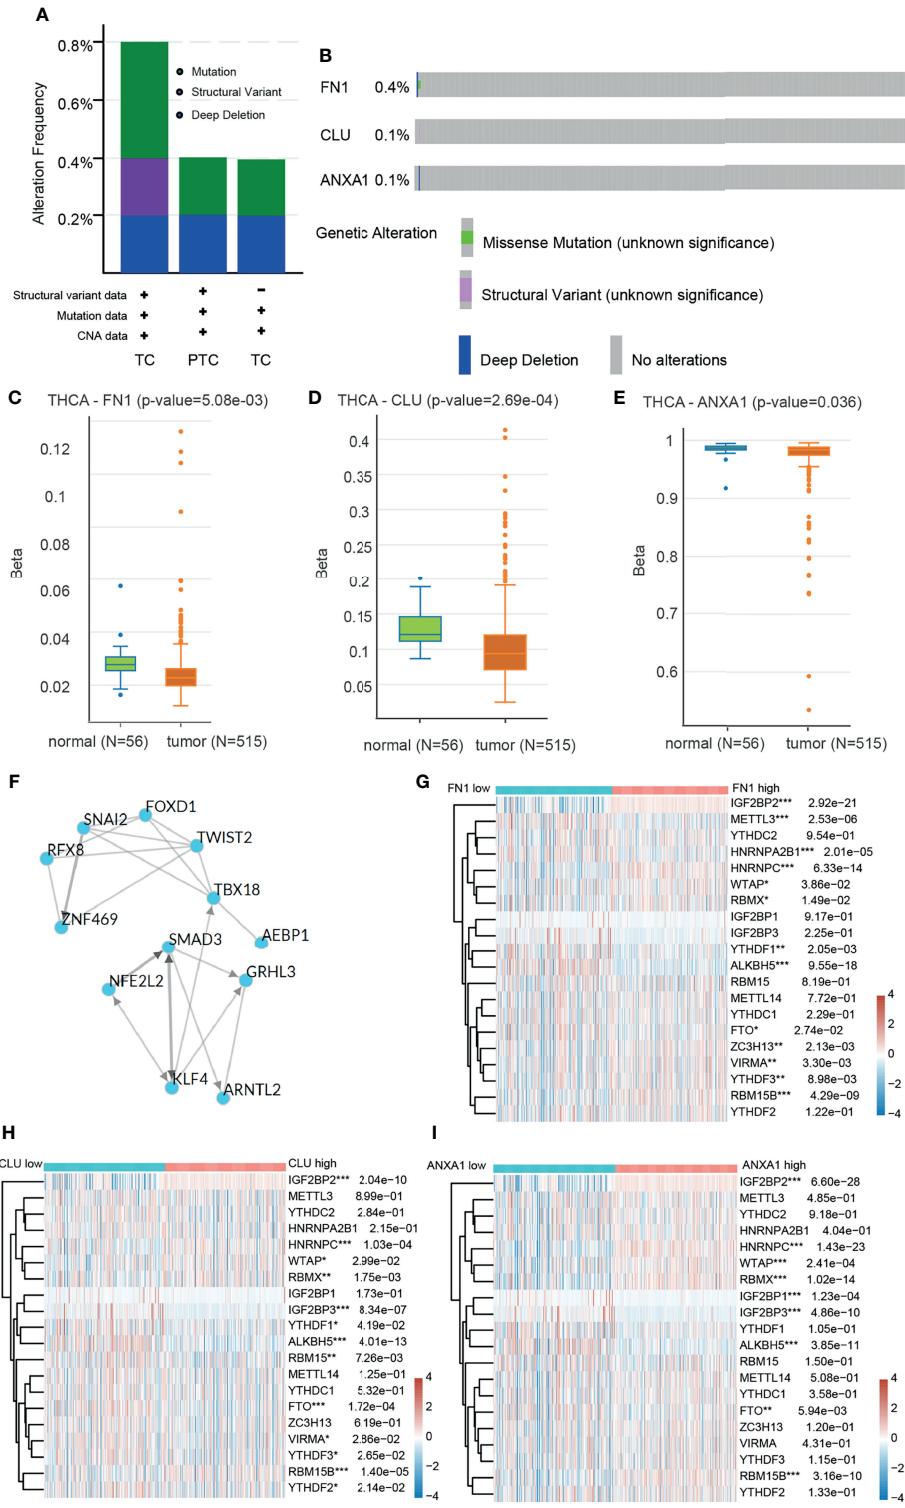 A
0.8%
0.6%
0.4%
0.2%
Alteration Frequency
Mutation
Structural Variant
Deep Deletion
Structural variant data + + −
Mutation data + + +
CNA data + + +
TC PTC TC
B
FN1 0.4%
CLU 0.1%
ANXA1 0.1%
Genetic Alteration
Missense Mutation (unknown significance)
Structural Variant (unknown significance)
Deep Deletion
No alterations
C
THCA - FN1 (p-value=5.08e-03)
0.12
0.1
0.08
0.06
0.04
0.02
Beta
normal (N=56) tumor (N=515)
D
THCA - CLU (p-value=2.69e-04)
0.4
0.35
0.3
0.25
0.2
0.15
0.1
0.05
Beta
normal (N=56) tumor (N=515)
E
THCA - ANXA1 (p-value=0.036)
1
0.9
0.8
0.7
0.6
Beta
normal (N=56) tumor (N=515)
F
FOXD1
SNAI2
TWIST2
RFX8
TBX18
ZNF469
AEBP1
SMAD3
GRHL3
NFE2L2
KLF4
ARNTL2
G
FN1 low FN1 high
IGF2BP2*** 2.92e-21
METTL3*** 2.53e-06
YTHDC2 9.54e-01
HNRNPA2B1*** 2.01e-05
HNRNPC*** 6.33e-14
WTAP* 3.86e-02
RBMX* 1.49e-02
IGF2BP1 9.17e-01
IGF2BP3 2.25e-01
YTHDF1** 2.05e-03
ALKBH5*** 9.55e-18
RBM15 8.19e-01
METTL14 7.72e-01
YTHDC1 2.29e-01
FTO* 2.74e-02
ZC3H13** 2.13e-03
VIRMA** 3.30e-03
YTHDF3** 8.98e-03
RBM15B*** 4.29e-09
YTHDF2 1.22e-01
4
2
0
−2
−4
H
CLU low CLU high
IGF2BP2*** 2.04e-10
METTL3 8.99e-01
YTHDC2 2.84e-01
HNRNPA2B1 2.15e-01
HNRNPC*** 1.03e-04
WTAP* 2.99e-02
RBMX** 1.75e-03
IGF2BP1 1.73e-01
IGF2BP3*** 8.34e-07
YTHDF1* 4.19e-02
ALKBH5*** 4.01e-13
RBM15** 7.26e-03
METTL14 1.25e-01
YTHDC1 5.32e-01
FTO*** 1.72e-04
ZC3H13 6.19e-01
VIRMA* 2.86e-02
YTHDF3* 2.65e-02
RBM15B*** 1.40e-05
YTHDF2* 2.14e-02
4
2
0
−2
−4
I
ANXA1 low ANXA1 high
IGF2BP2*** 6.60e-28
METTL3 4.85e-01
YTHDC2 9.18e-01
HNRNPA2B1 4.04e-01
HNRNPC*** 1.43e-23
WTAP*** 2.41e-04
RBMX*** 1.02e-14
IGF2BP1*** 1.23e-04
IGF2BP3*** 4.86e-10
YTHDF1 1.05e-01
ALKBH5*** 3.85e-11
RBM15 1.50e-01
METTL14 5.08e-01
YTHDC1 3.58e-01
FTO** 5.94e-03
ZC3H13 1.20e-01
VIRMA 4.31e-01
YTHDF3 1.15e-01
RBM15B*** 3.16e-10
YTHDF2 1.33e-01
4
2
0
−2
−4